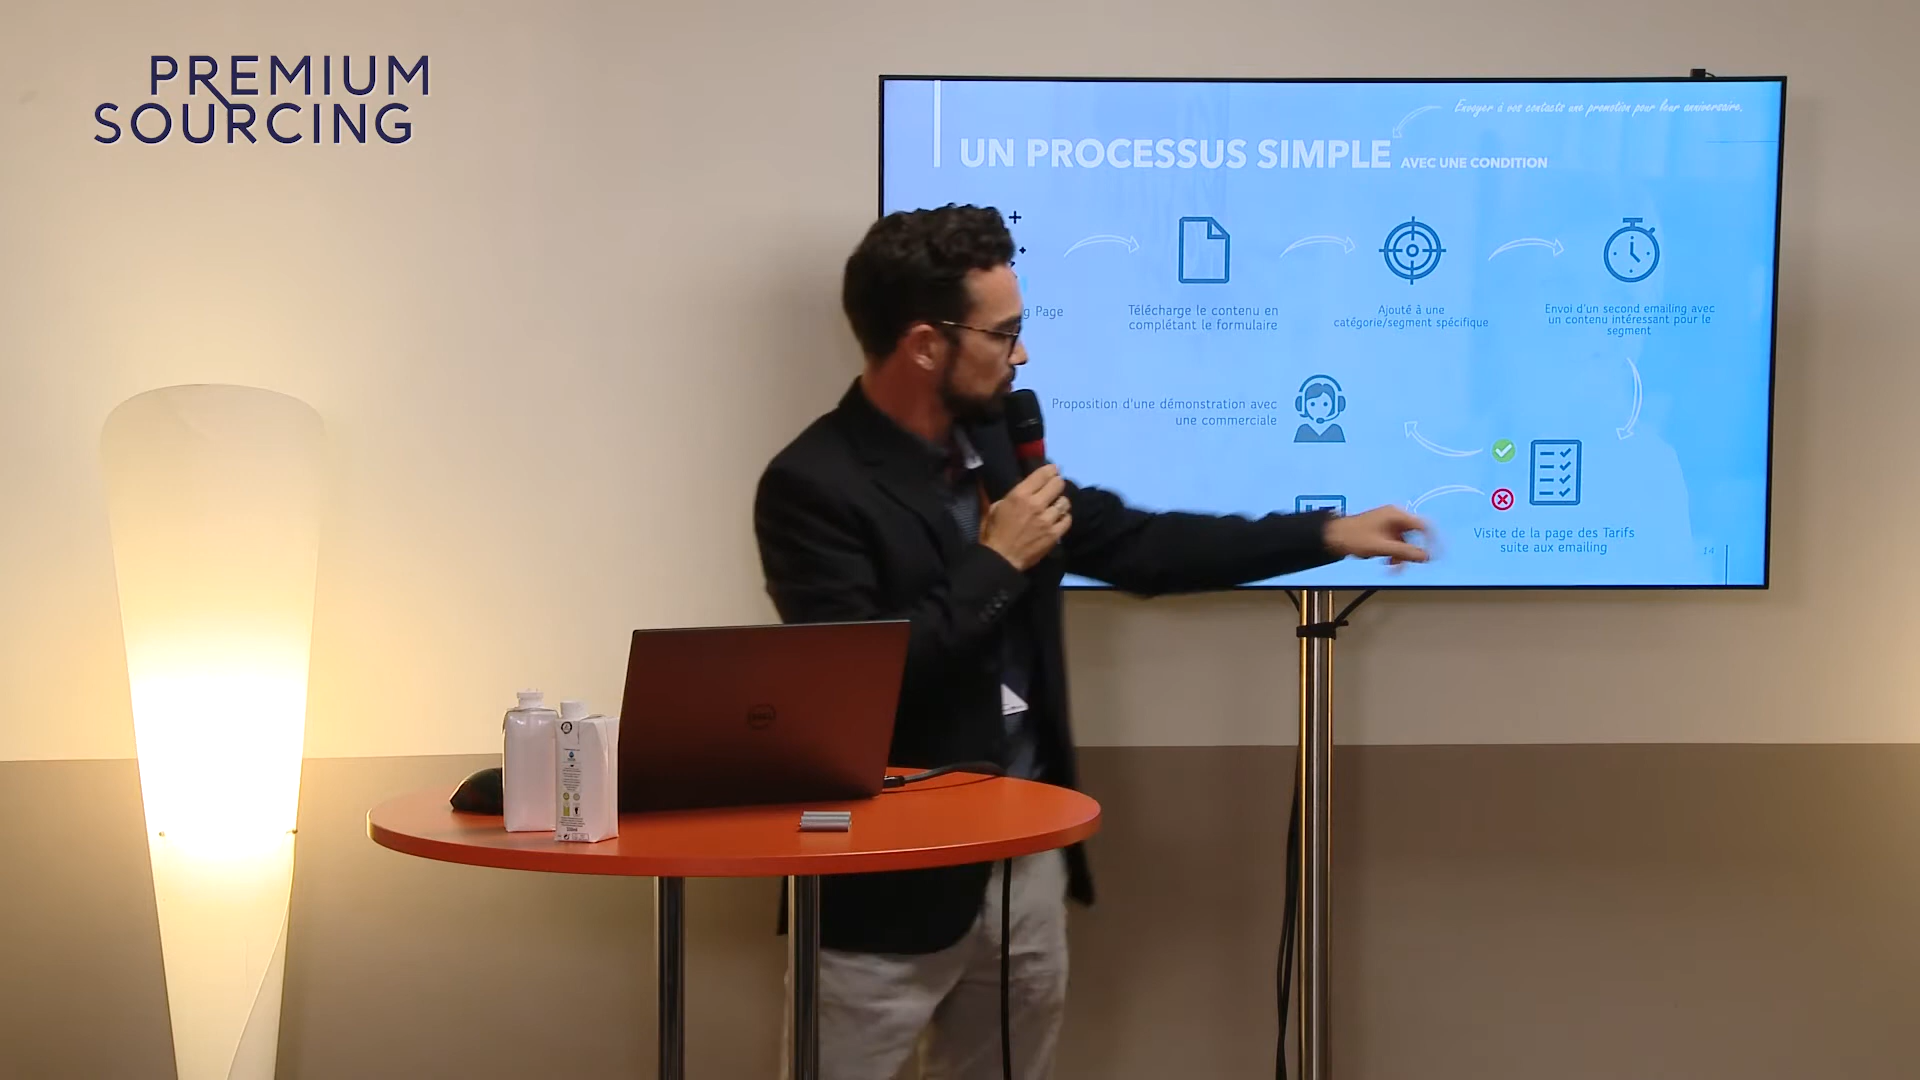 PREMIUM
SOURCING
Envoyer à vos contacts une promotion pour leur anniversaire.
UN PROCESSUS SIMPLE AVEC UNE CONDITION
g Page
Télécharge le contenu en
complétant le formulaire
Ajouté à une
catégorie/segment spécifique
Envoi d'un second emailing avec
un contenu intéressant pour le
segment
Proposition d'une démonstration avec
une commerciale
Visite de la page des Tarifs
suite aux emailing
14
DELL